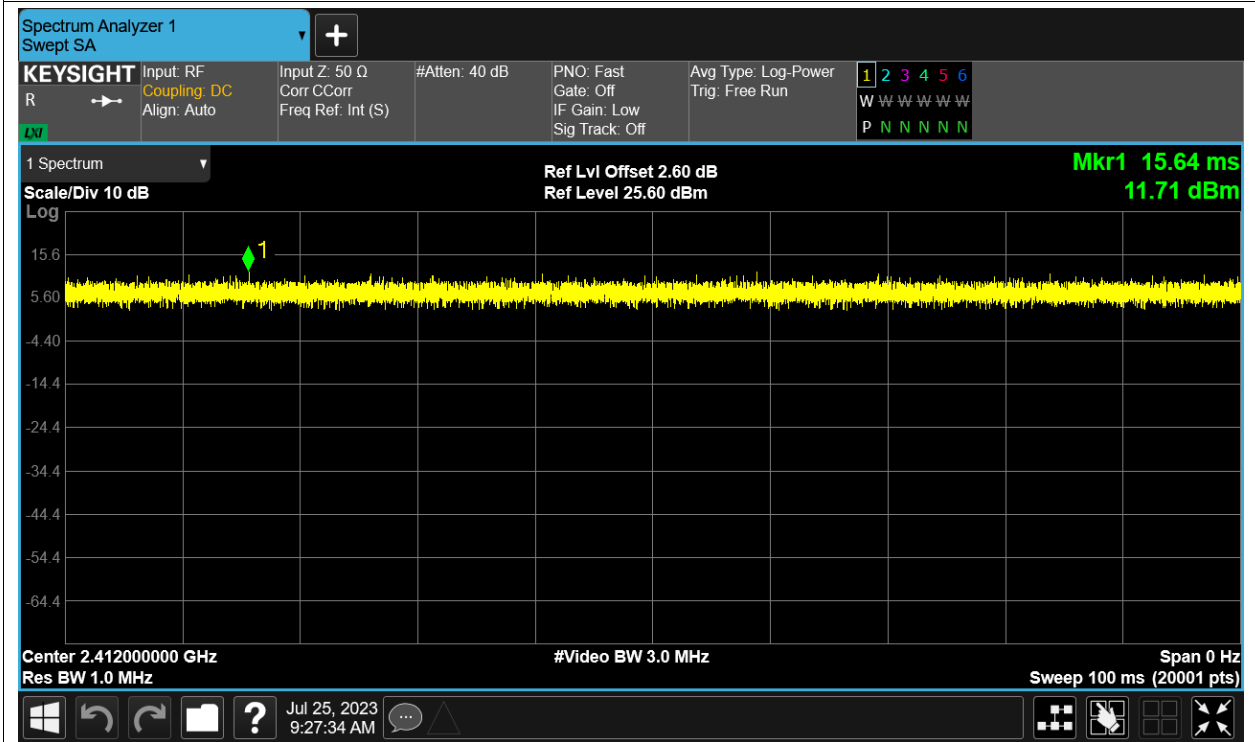 Spectrum Analyzer 1
Swept SA
+
KEYSIGHT
R
LXI
Input: RF
Coupling: DC
Align: Auto
Input Z: 50 Ω
Corr CCorr
Freq Ref: Int (S)
#Atten: 40 dB
PNO: Fast
Gate: Off
IF Gain: Low
Sig Track: Off
Avg Type: Log-Power
Trig: Free Run
1 2 3 4 5 6
W W W W W W
P N N N N N
1 Spectrum
Scale/Div 10 dB
Ref Lvl Offset 2.60 dB
Ref Level 25.60 dBm
Mkr1 15.64 ms
11.71 dBm
Log
1
15.6
5.60
-4.40
-14.4
-24.4
-34.4
-44.4
-54.4
-64.4
Center 2.412000000 GHz
Res BW 1.0 MHz
#Video BW 3.0 MHz
Span 0 Hz
Sweep 100 ms (20001 pts)
?
Jul 25, 2023
9:27:34 AM